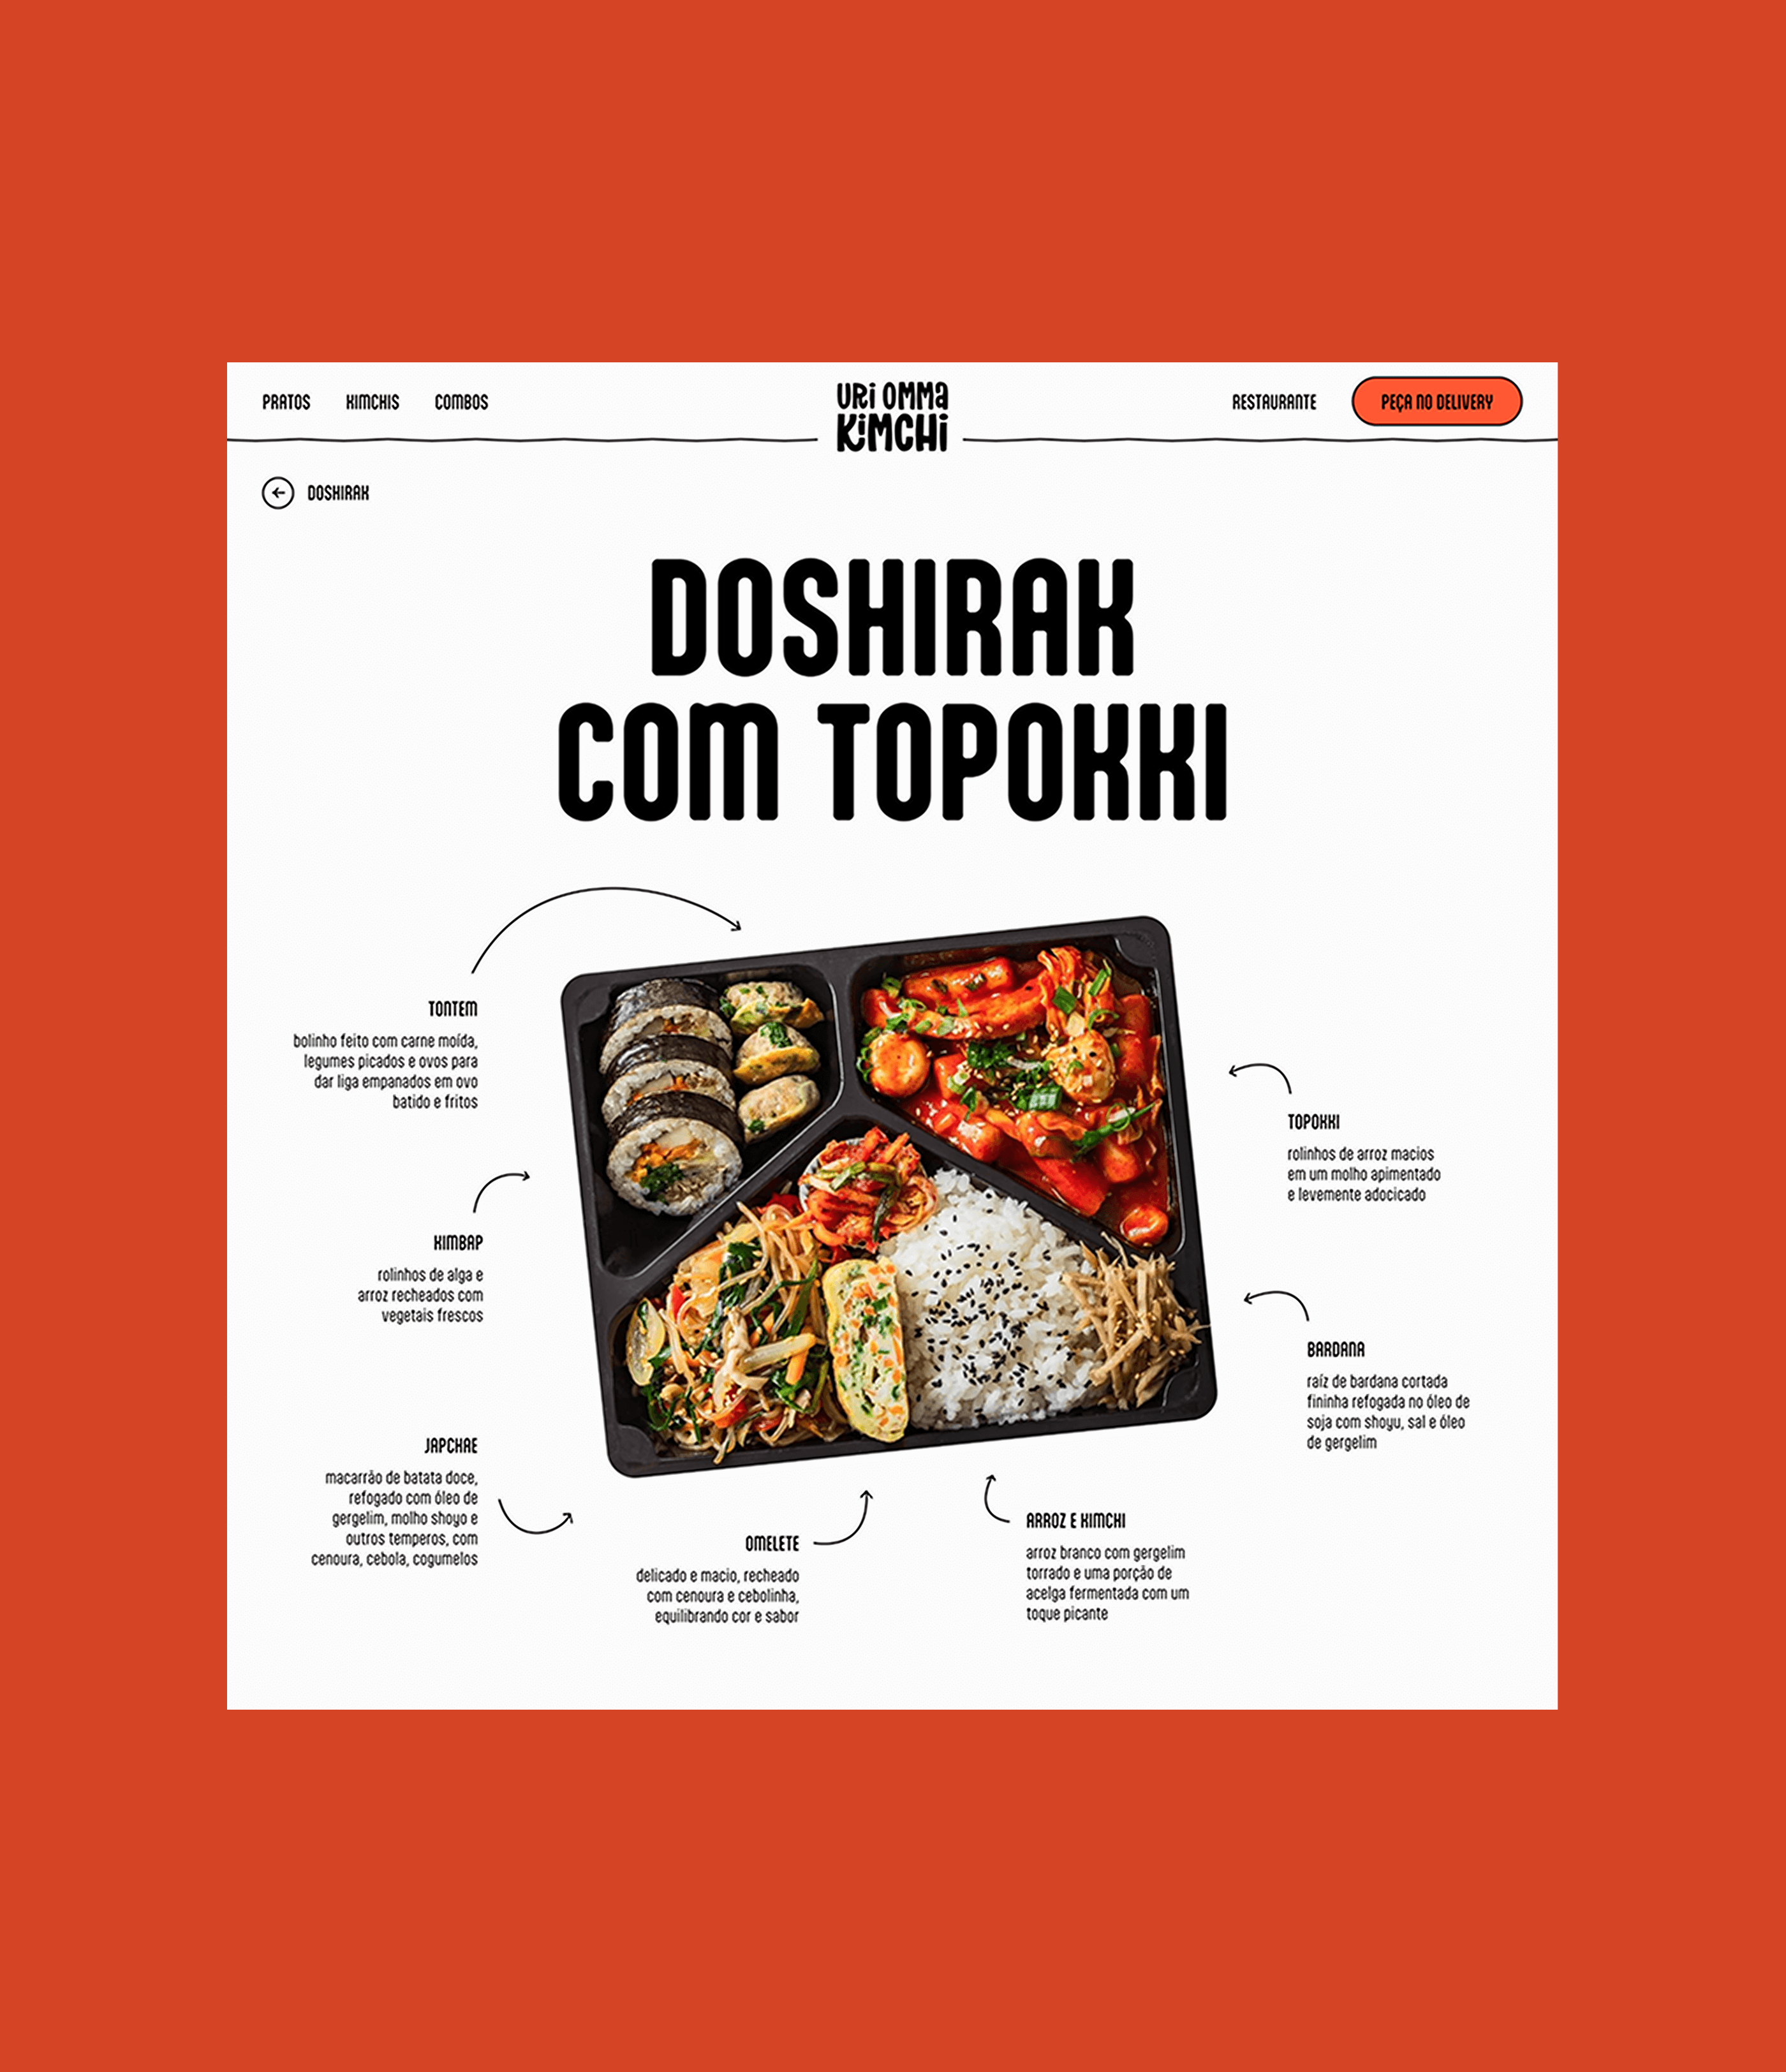 PRATOS KIMCHIS COMBOS
URI OMMA
KIMCHI
RESTAURANTE PEÇA NO DELIVERY
DOSHIRAK
DOSHIRAK
COM TOPOKKI
TONTEM
bolinho feito com carne moída,
legumes picados e ovos para
dar liga empanados em ovo
batido e fritos
TOPOKKI
rolinhos de arroz macios
em um molho apimentado
e levemente adocicado
KIMBAP
rolinhos de alga e
arroz recheados com
vegetais frescos
BARDANA
raíz de bardana cortada
fininha refogada no óleo de
soja com shoyu, sal e óleo
de gergelim
JAPCHAE
macarrão de batata doce,
refogado com óleo de
gergelim, molho shoyo e
outros temperos, com
cenoura, cebola, cogumelos
OMELETE
delicado e macio, recheado
com cenoura e cebolinha,
equilibrando cor e sabor
ARROZ E KIMCHI
arroz branco com gergelim
torrado e uma porção de
acelga fermentada com um
toque picante